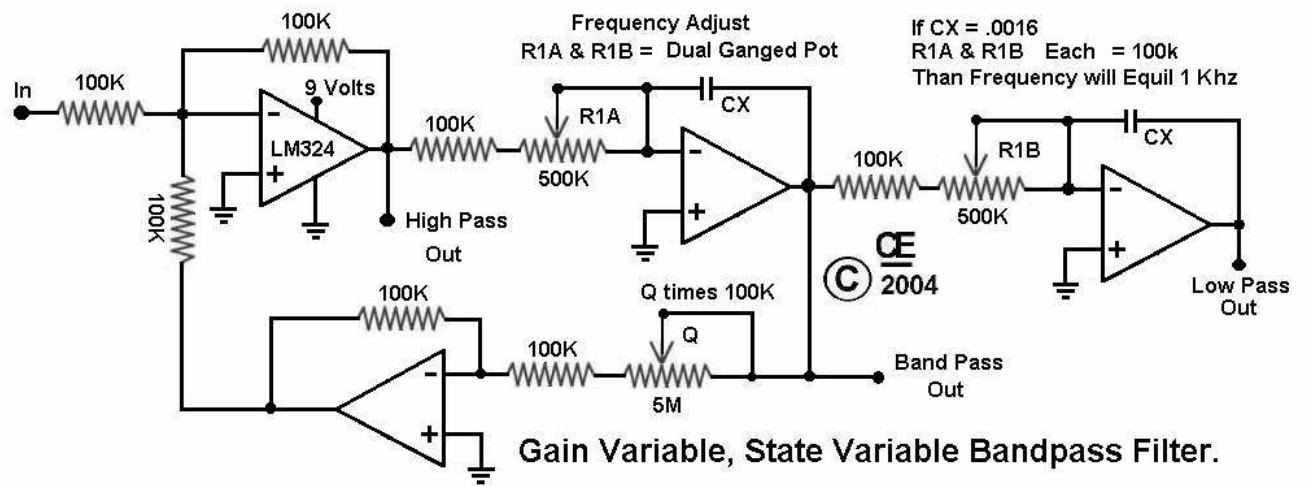 100K
Frequency Adjust
R1A & R1B = Dual Ganged Pot
If CX = .0016
R1A & R1B Each = 100k
Than Frequency will Equil 1 Khz
In
100K
9 Volts
-
LM324
+
100K
R1A
500K
CX
-
+
100K
R1B
500K
CX
-
+
100K
High Pass
Out
C
CE
2004
Low Pass
Out
100K
Q times 100K
100K
Q
5M
-
+
Band Pass
Out
Gain Variable, State Variable Bandpass Filter.